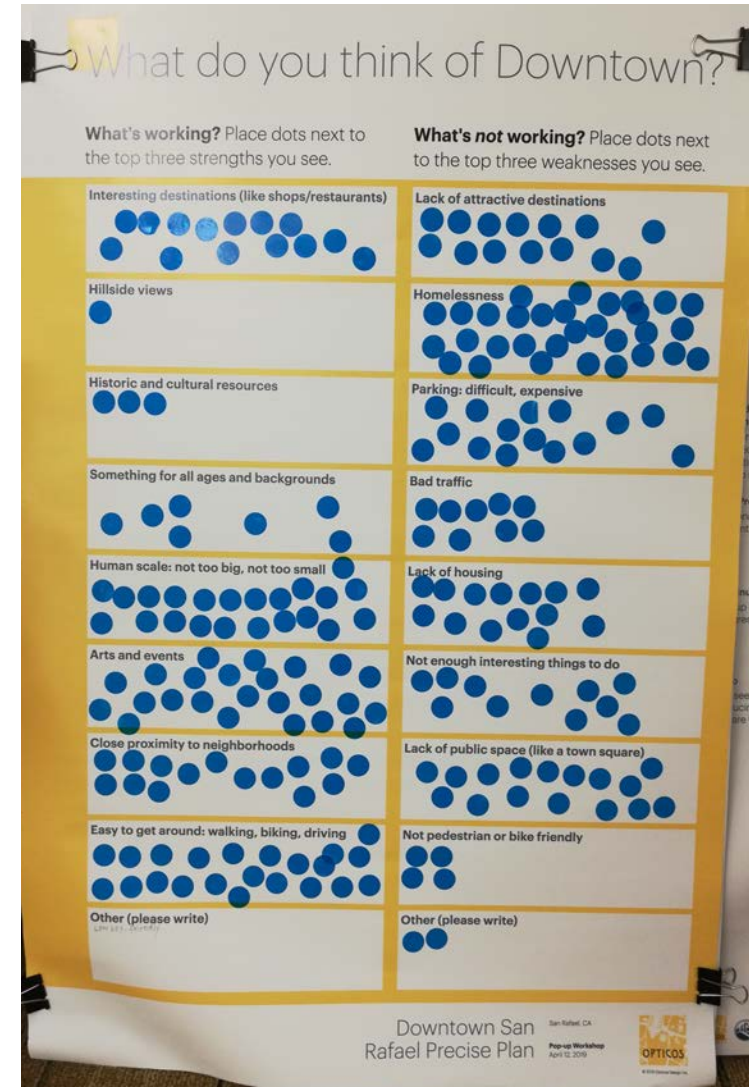 What do you think of Downtown?
What's working? Place dots next to
the top three strengths you see.
What's not working? Place dots next
to the top three weaknesses you see.
Interesting destinations (like shops/restaurants)
Lack of attractive destinations
Hillside views
Homelessness
Historic and cultural resources
Parking: difficult, expensive
Something for all ages and backgrounds
Bad traffic
Human scale: not too big, not too small
Lack of housing
Arts and events
Not enough interesting things to do
Close proximity to neighborhoods
Lack of public space (like a town square)
Easy to get around: walking, biking, driving
Not pedestrian or bike friendly
Other (please write)
Other (please write)
Downtown San
Rafael Precise Plan
San Rafael, CA
Pop-up Workshop
April 12, 2019
OPTICOS